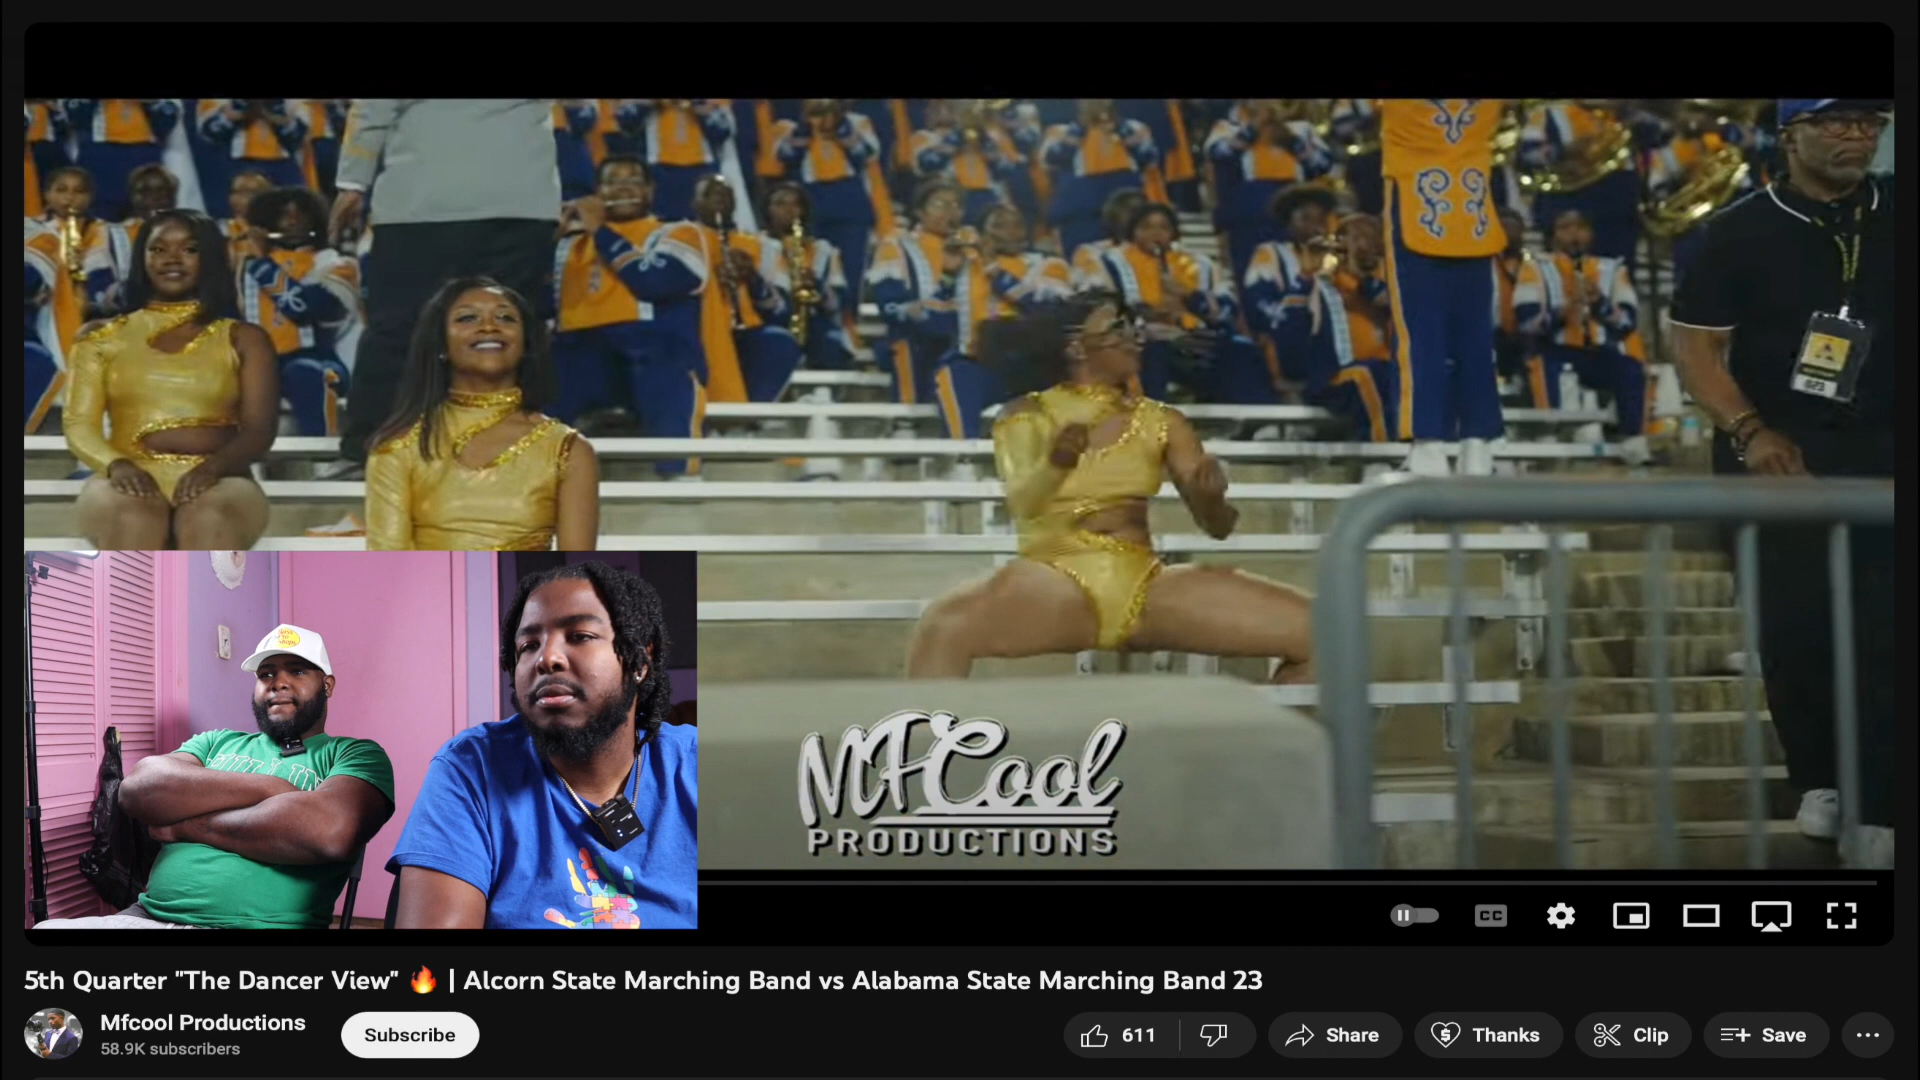 MFCool
PRODUCTIONS
CC
5th Quarter "The Dancer View" 🔥 | Alcorn State Marching Band vs Alabama State Marching Band 23
Mfcool Productions
58.9K subscribers
Subscribe
611
Share
Thanks
Clip
Save